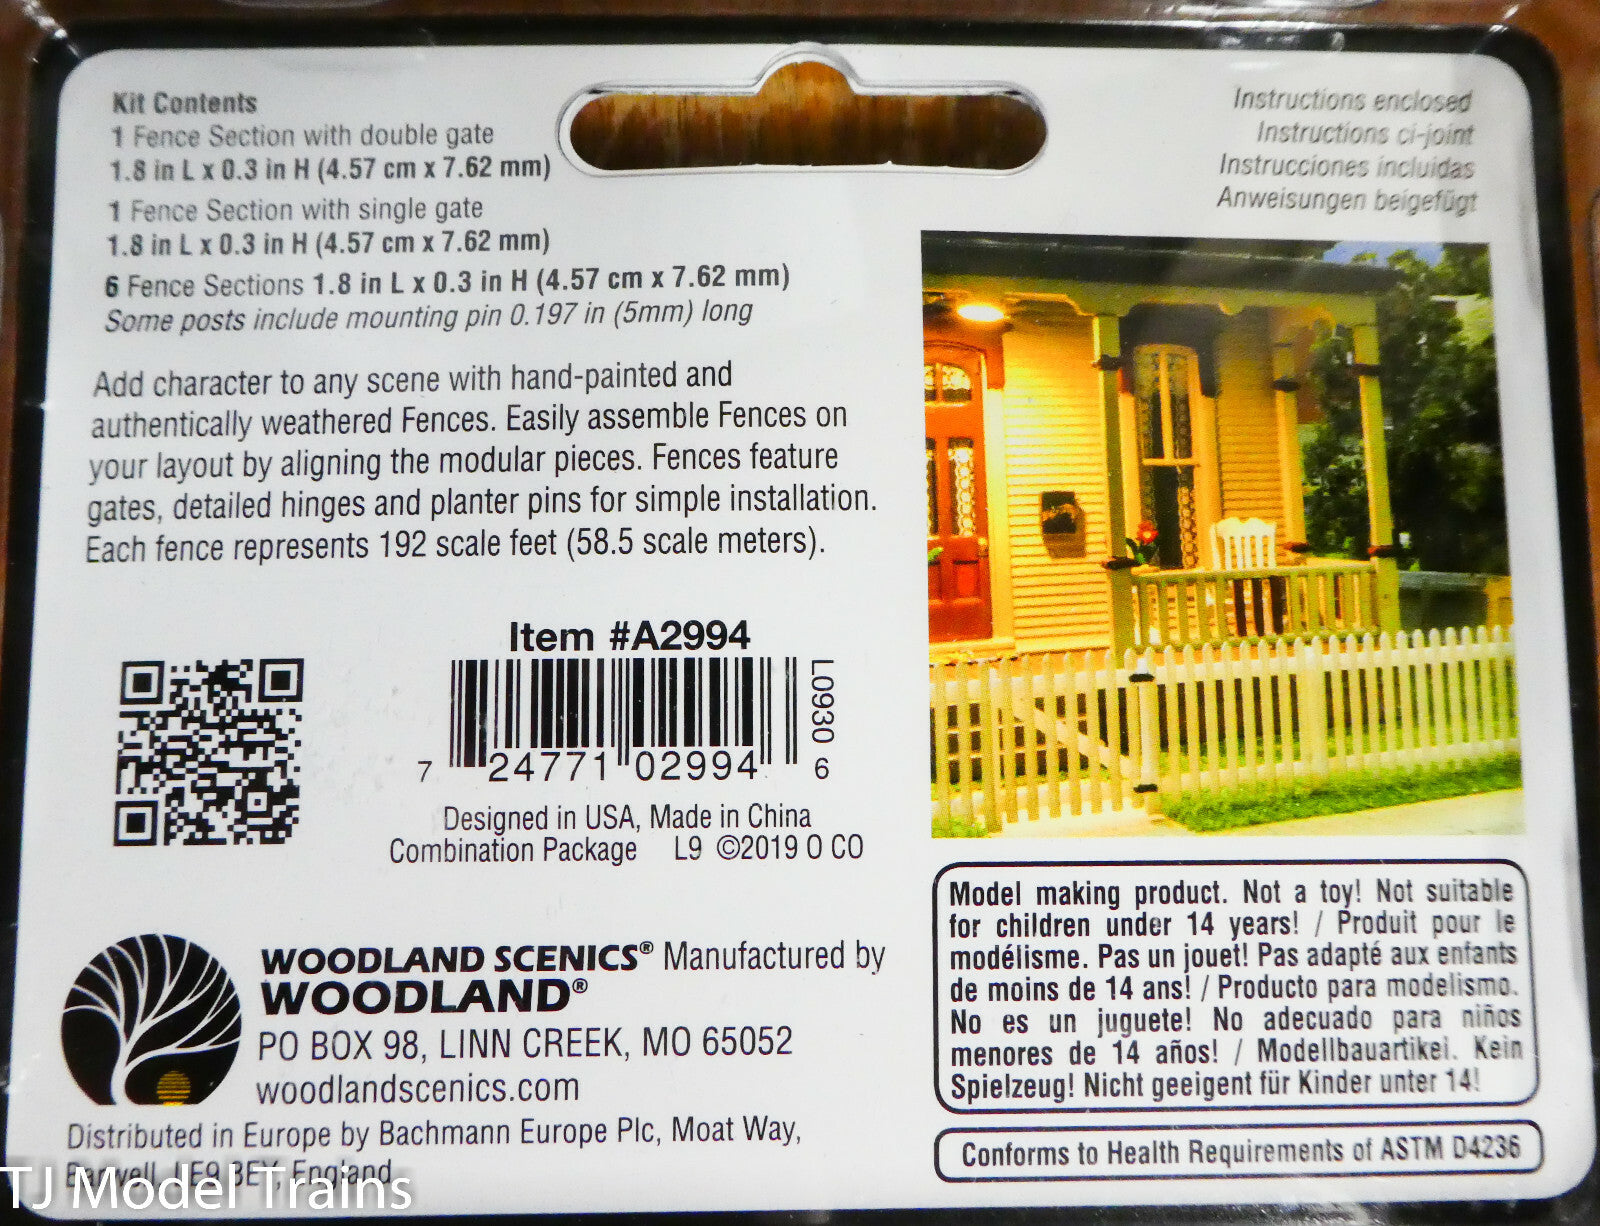 Kit Contents
1 Fence Section with double gate
1.8 in L x 0.3 in H (4.57 cm x 7.62 mm)
1 Fence Section with single gate
1.8 in L x 0.3 in H (4.57 cm x 7.62 mm)
6 Fence Sections 1.8 in L x 0.3 in H (4.57 cm x 7.62 mm)
Some posts include mounting pin 0.197 in (5mm) long
Instructions enclosed
Instructions ci-joint
Instrucciones incluidas
Anweisungen beigefügt
Add character to any scene with hand-painted and
authentically weathered Fences. Easily assemble Fences on
your layout by aligning the modular pieces. Fences feature
gates, detailed hinges and planter pins for simple installation.
Each fence represents 192 scale feet (58.5 scale meters).
Item #A2994
L0930
7 24771 02994 6
Designed in USA, Made in China
Combination Package L9 ©2019 O CO
WOODLAND SCENICS® Manufactured by
WOODLAND®
PO BOX 98, LINN CREEK, MO 65052
woodlandscenics.com
Distributed in Europe by Bachmann Europe Plc, Moat Way,
Barwell, LE9 8EY, England
Model making product. Not a toy! Not suitable
for children under 14 years! / Produit pour le
modélisme. Pas un jouet! Pas adapté aux enfants
de moins de 14 ans! / Producto para modelismo.
No es un juguete! No adecuado para niños
menores de 14 años! / Modellbauartikel. Kein
Spielzeug! Nicht geeigent für Kinder unter 14!
Conforms to Health Requirements of ASTM D4236
TJ Model Trains